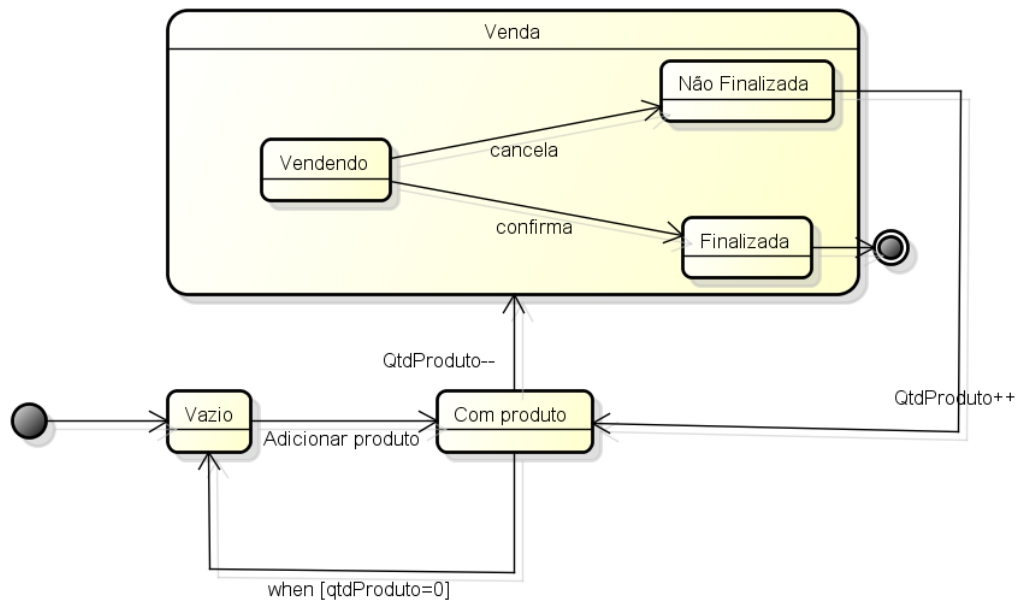 Venda
Não Finalizada
Vendendo
cancela
confirma
Finalizada
QtdProduto--
QtdProduto++
Vazio
Com produto
Adicionar produto
when [qtdProduto=0]